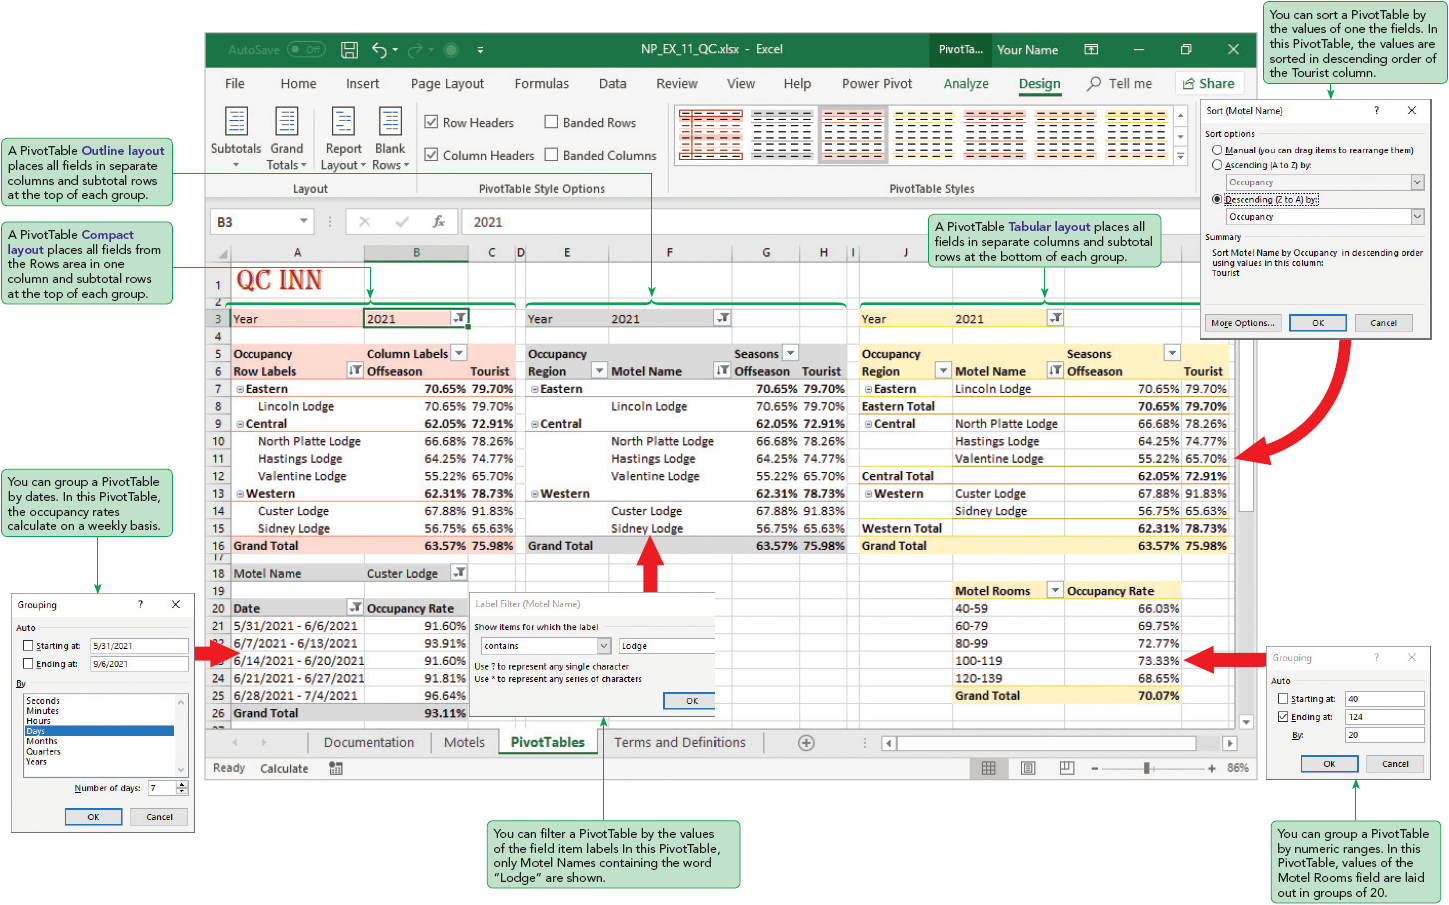 You can sort a PivotTable by
the values of one the fields. In
this PivotTable, the values are
sorted in descending order of
the Tourist column.
AutoSave Off
NP_EX_11_QC.xlsx - Excel
PivotTa... Your Name
File Home Insert Page Layout Formulas Data Review View Help Power Pivot Analyze Design Tell me Share
Subtotals Grand Totals Report Layout Blank Rows
Layout
Row Headers Banded Rows
Column Headers Banded Columns
PivotTable Style Options
PivotTable Styles
Sort (Motel Name) ? X
Sort options
Manual (you can drag items to rearrange them)
Ascending (A to Z) by:
Occupancy
Descending (Z to A) by:
Occupancy
Summary
Sort Motel Name by Occupancy in descending order
using values in this column:
Tourist
More Options... OK Cancel
A PivotTable Outline layout
places all fields in separate
columns and subtotal rows
at the top of each group.
A PivotTable Compact
layout places all fields from
the Rows area in one
column and subtotal rows
at the top of each group.
A PivotTable Tabular layout places all
fields in separate columns and subtotal
rows at the bottom of each group.
B3 fx 2021
A B C D E F G H I J
1 QC INN
2
3 Year 2021 Year 2021 Year 2021
4
5 Occupancy Column Labels Occupancy Seasons Occupancy Seasons
6 Row Labels Offseason Tourist Region Motel Name Offseason Tourist Region Motel Name Offseason Tourist
7 Eastern 70.65% 79.70% Eastern 70.65% 79.70% Eastern Lincoln Lodge 70.65% 79.70%
8 Lincoln Lodge 70.65% 79.70% Lincoln Lodge 70.65% 79.70% Eastern Total 70.65% 79.70%
9 Central 62.05% 72.91% Central 62.05% 72.91% Central North Platte Lodge 66.68% 78.26%
10 North Platte Lodge 66.68% 78.26% North Platte Lodge 66.68% 78.26% Hastings Lodge 64.25% 74.77%
11 Hastings Lodge 64.25% 74.77% Hastings Lodge 64.25% 74.77% Valentine Lodge 55.22% 65.70%
12 Valentine Lodge 55.22% 65.70% Valentine Lodge 55.22% 65.70% Central Total 62.05% 72.91%
13 Western 62.31% 78.73% Western 62.31% 78.73% Western Custer Lodge 67.88% 91.83%
14 Custer Lodge 67.88% 91.83% Custer Lodge 67.88% 91.83% Sidney Lodge 56.75% 65.63%
15 Sidney Lodge 56.75% 65.63% Sidney Lodge 56.75% 65.63% Western Total 62.31% 78.73%
16 Grand Total 63.57% 75.98% Grand Total 63.57% 75.98% Grand Total 63.57% 75.98%
17
18 Motel Name Custer Lodge
19 Motel Rooms Occupancy Rate
20 Date Occupancy Rate 40-59 66.03%
21 5/31/2021 - 6/6/2021 91.60% 60-79 69.75%
6/7/2021 - 6/13/2021 93.91% 80-99 72.77%
6/14/2021 - 6/20/2021 91.60% 100-119 73.33%
24 6/21/2021 - 6/27/2021 91.81% 120-139 68.65%
25 6/28/2021 - 7/4/2021 96.64% Grand Total 70.07%
26 Grand Total 93.11%
Label Filter (Motel Name)
Show items for which the label
contains Lodge
Use ? to represent any single character
Use * to represent any series of characters
OK
Documentation Motels PivotTables Terms and Definitions
Ready Calculate 86%
You can group a PivotTable
by dates. In this PivotTable,
the occupancy rates
calculate on a weekly basis.
Grouping ? X
Auto
Starting at: 5/31/2021
Ending at: 9/6/2021
By
Seconds
Minutes
Hours
Days
Months
Quarters
Years
Number of days: 7
OK Cancel
Grouping ? X
Auto
Starting at: 40
Ending at: 124
By: 20
OK Cancel
You can filter a PivotTable by the values
of the field item labels In this PivotTable,
only Motel Names containing the word
“Lodge” are shown.
You can group a PivotTable
by numeric ranges. In this
PivotTable, values of the
Motel Rooms field are laid
out in groups of 20.